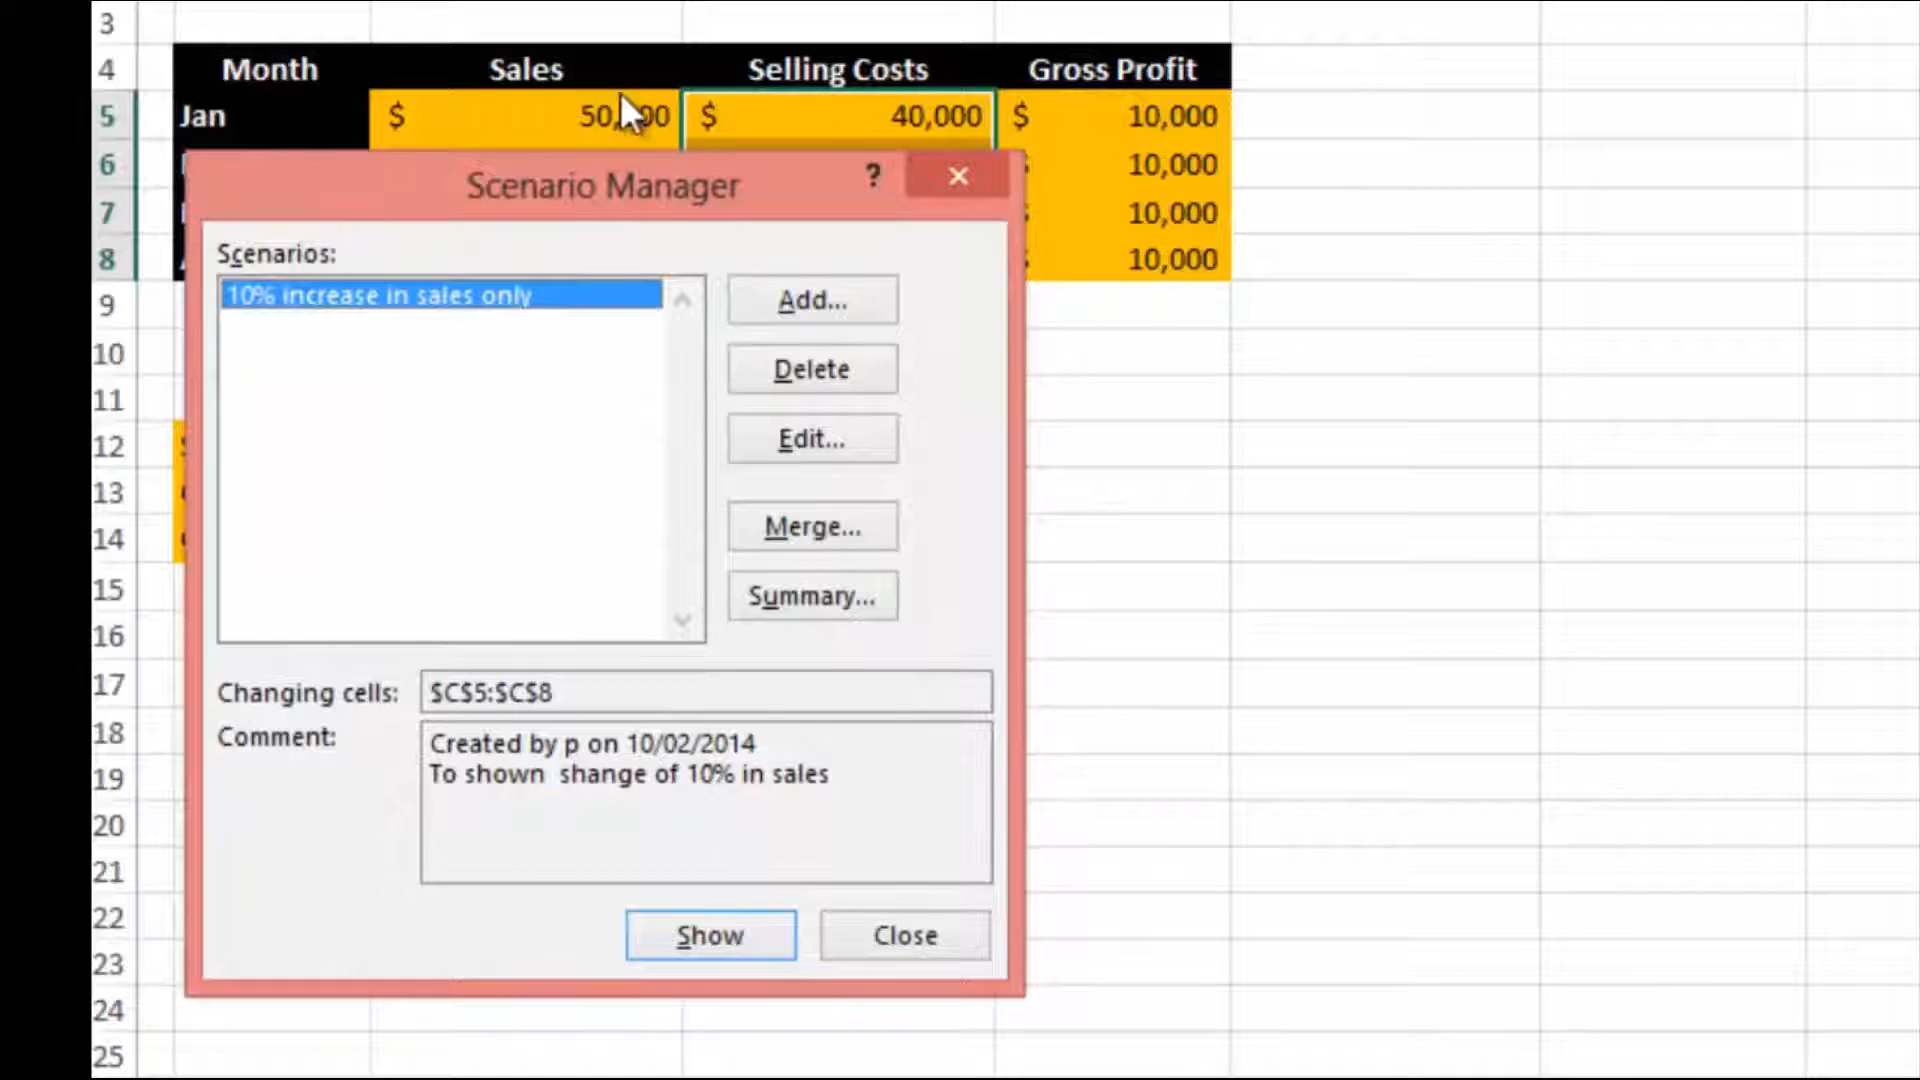 3
4 Month Sales Selling Costs Gross Profit
5 Jan $ 50, 00 $ 40,000 $ 10,000
6 10,000
7 10,000
8 10,000
Scenario Manager ? ×
Scenarios:
10% increase in sales only
Add...
Delete
Edit...
Merge...
Summary...
Changing cells: $C$5:$C$8
Comment: Created by p on 10/02/2014
To shown  shange of 10% in sales
Show Close
9
10
11
12
13
14
15
16
17
18
19
20
21
22
23
24
25